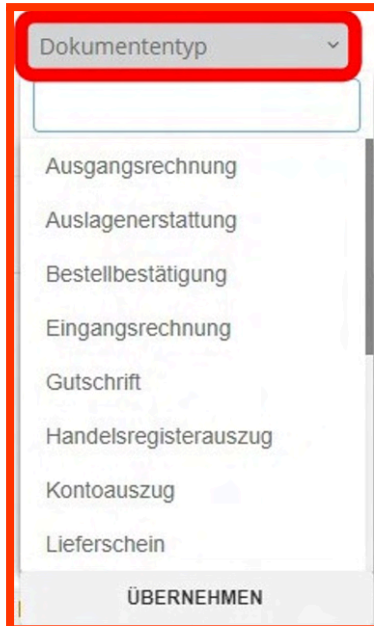 Dokumententyp
Ausgangsrechnung
Auslagenerstattung
Bestellbestätigung
Eingangsrechnung
Gutschrift
Handelsregisterauszug
Kontoauszug
Lieferschein
ÜBERNEHMEN